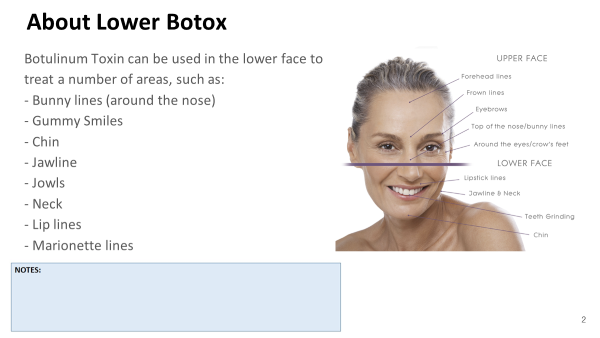 About Lower Botox
Botulinum Toxin can be used in the lower face to
treat a number of areas, such as:
- Bunny lines (around the nose)
- Gummy Smiles
- Chin
- Jawline
- Jowls
- Neck
- Lip lines
- Marionette lines
UPPER FACE
Forehead lines
Frown lines
Eyebrows
Top of the nose/bunny lines
Around the eyes/crow's feet
LOWER FACE
Lipstick lines
Jawline & Neck
Teeth Grinding
Chin
NOTES:
2